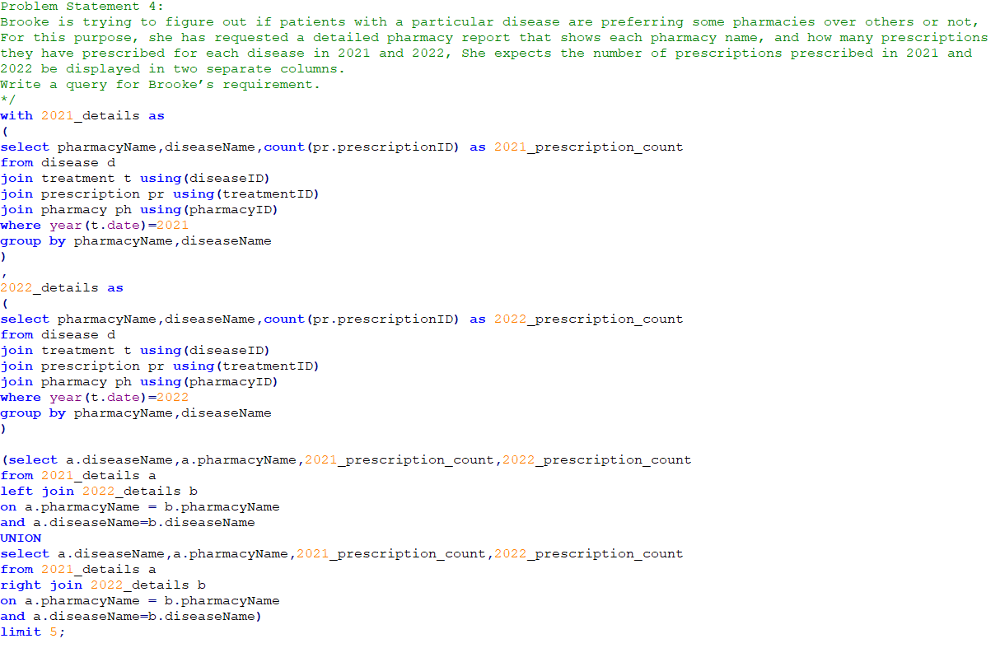 Problem Statement 4:
Brooke is trying to figure out if patients with a particular disease are preferring some pharmacies over others or not,
For this purpose, she has requested a detailed pharmacy report that shows each pharmacy name, and how many prescriptions
they have prescribed for each disease in 2021 and 2022, She expects the number of prescriptions prescribed in 2021 and
2022 be displayed in two separate columns.
Write a query for Brooke’s requirement.
*/
with 2021_details as
(
select pharmacyName,diseaseName,count(pr.prescriptionID) as 2021_prescription_count
from disease d
join treatment t using(diseaseID)
join prescription pr using(treatmentID)
join pharmacy ph using(pharmacyID)
where year(t.date)=2021
group by pharmacyName,diseaseName
)
,
2022_details as
(
select pharmacyName,diseaseName,count(pr.prescriptionID) as 2022_prescription_count
from disease d
join treatment t using(diseaseID)
join prescription pr using(treatmentID)
join pharmacy ph using(pharmacyID)
where year(t.date)=2022
group by pharmacyName,diseaseName
)
(select a.diseaseName,a.pharmacyName,2021_prescription_count,2022_prescription_count
from 2021_details a
left join 2022_details b
on a.pharmacyName = b.pharmacyName
and a.diseaseName=b.diseaseName
UNION
select a.diseaseName,a.pharmacyName,2021_prescription_count,2022_prescription_count
from 2021_details a
right join 2022_details b
on a.pharmacyName = b.pharmacyName
and a.diseaseName=b.diseaseName)
limit 5;